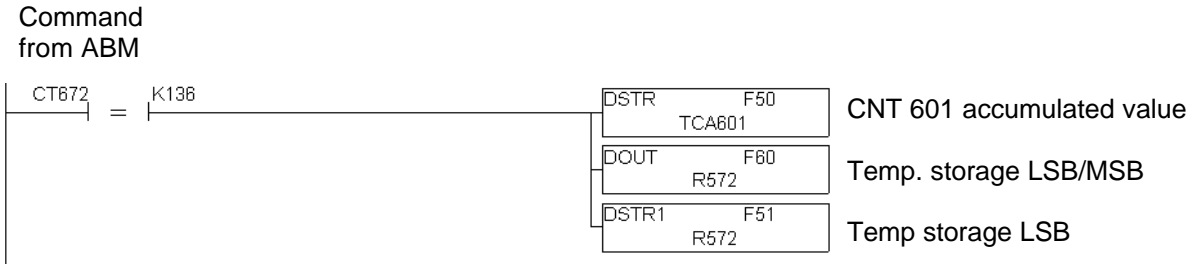 Command
from ABM
CT672 = K136
DSTR F50
TCA601
CNT 601 accumulated value
DOUT F60
R572
Temp. storage LSB/MSB
DSTR1 F51
R572
Temp storage LSB